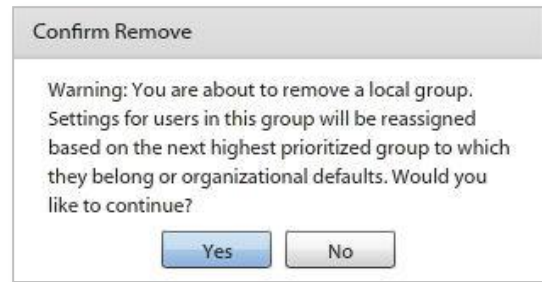 Confirm Remove
Warning: You are about to remove a local group.
Settings for users in this group will be reassigned
based on the next highest prioritized group to which
they belong or organizational defaults. Would you
like to continue?
Yes
No